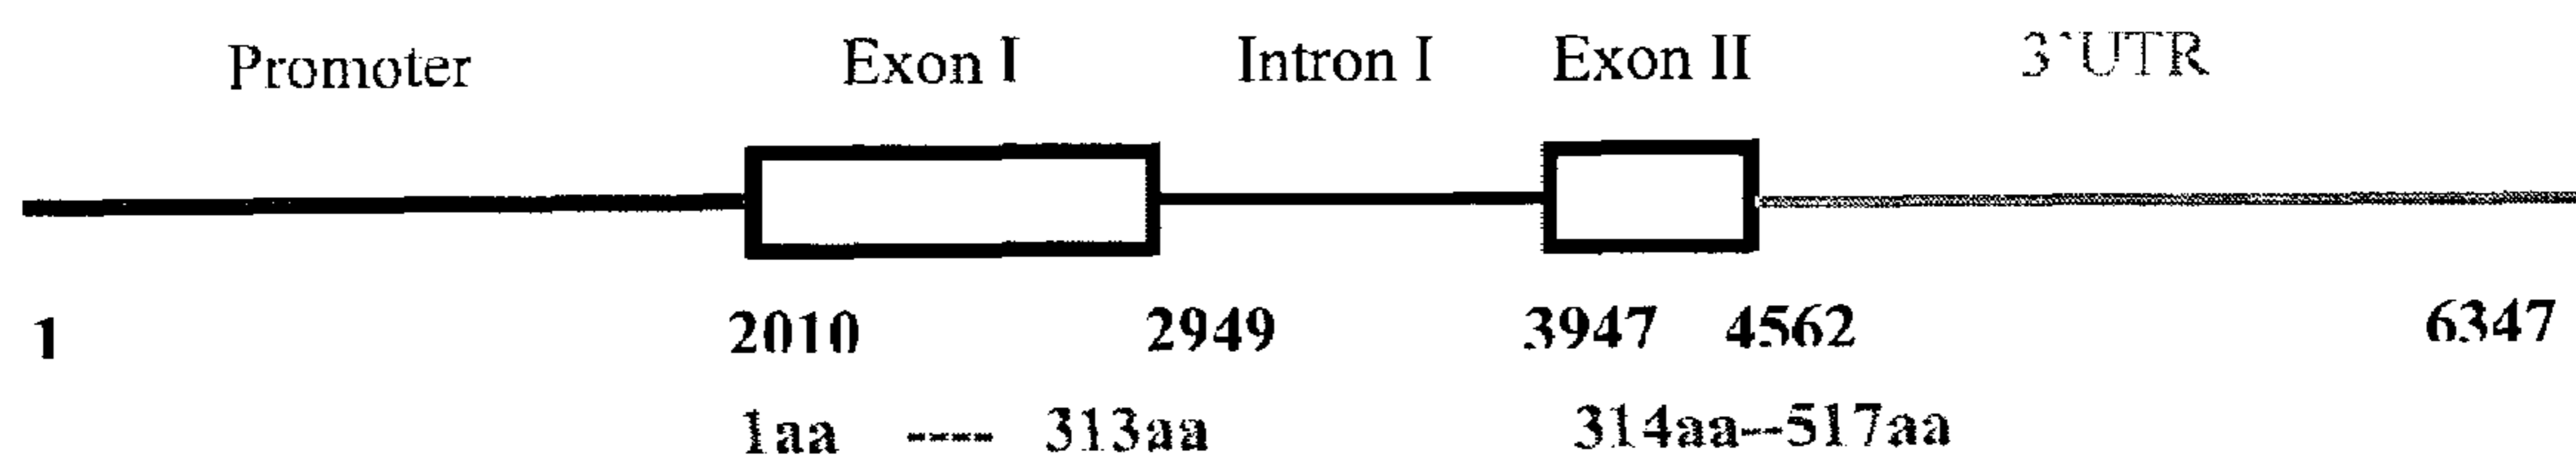 Promoter Exon I Intron I Exon II 3`UTR
1 2010 2949 3947 4562 6347
1aa ---- 313aa 314aa--517aa